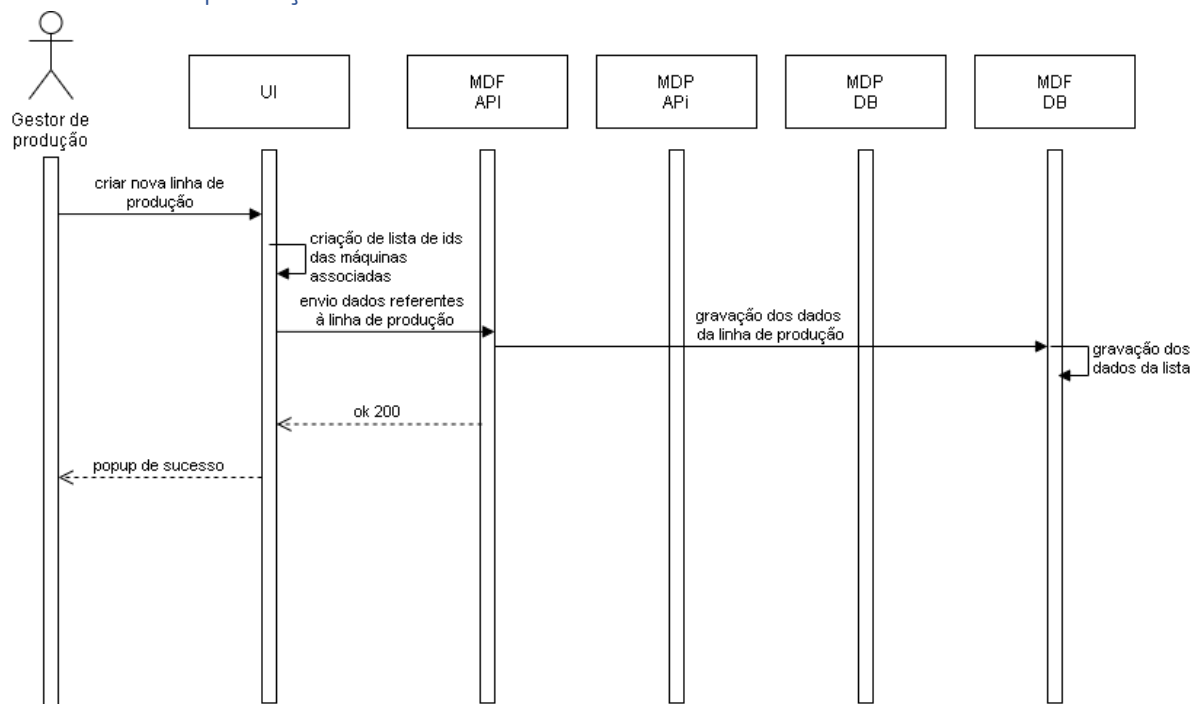 Gestor de
produção
UI
MDF
API
MDP
APi
MDP
DB
MDF
DB
criar nova linha de
produção
criação de lista de ids
das máquinas
associadas
envio dados referentes
à linha de produção
gravação dos dados
da linha de produção
gravação dos
dados da lista
ok 200
popup de sucesso